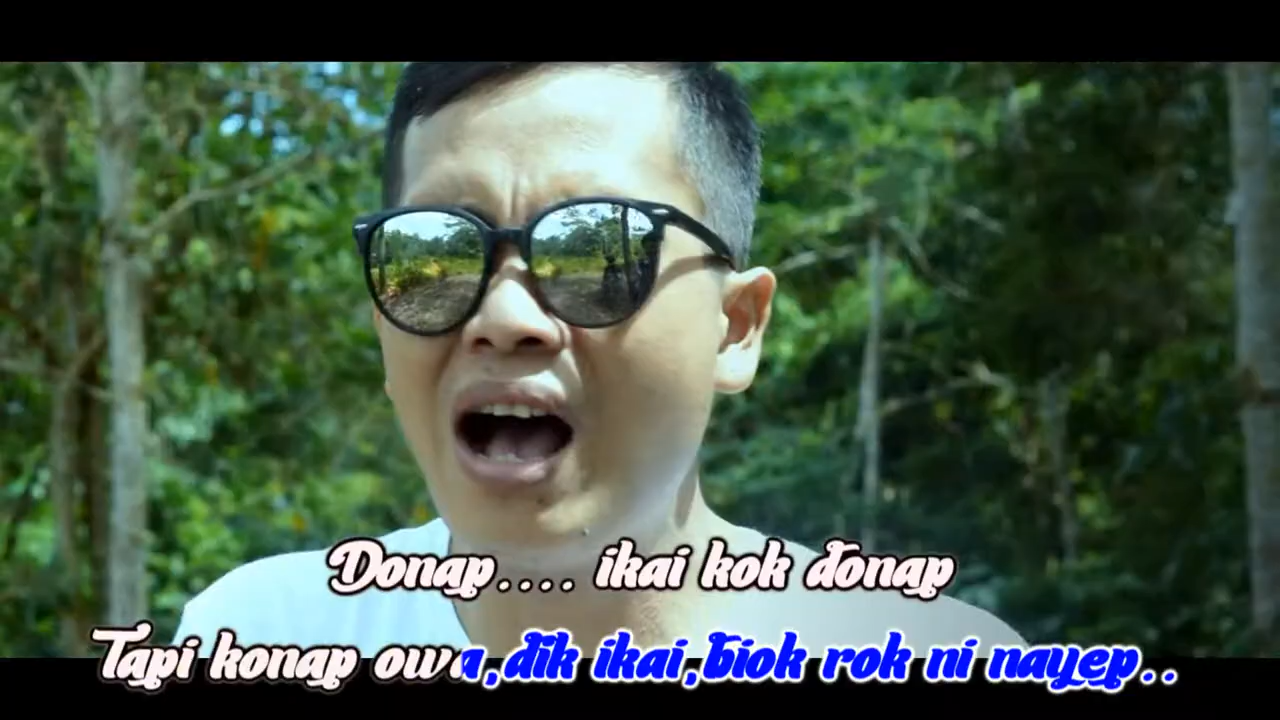 Donap.... ikai kok donap
Tapi konap owa,dik ikai,biok rok ni nayep..